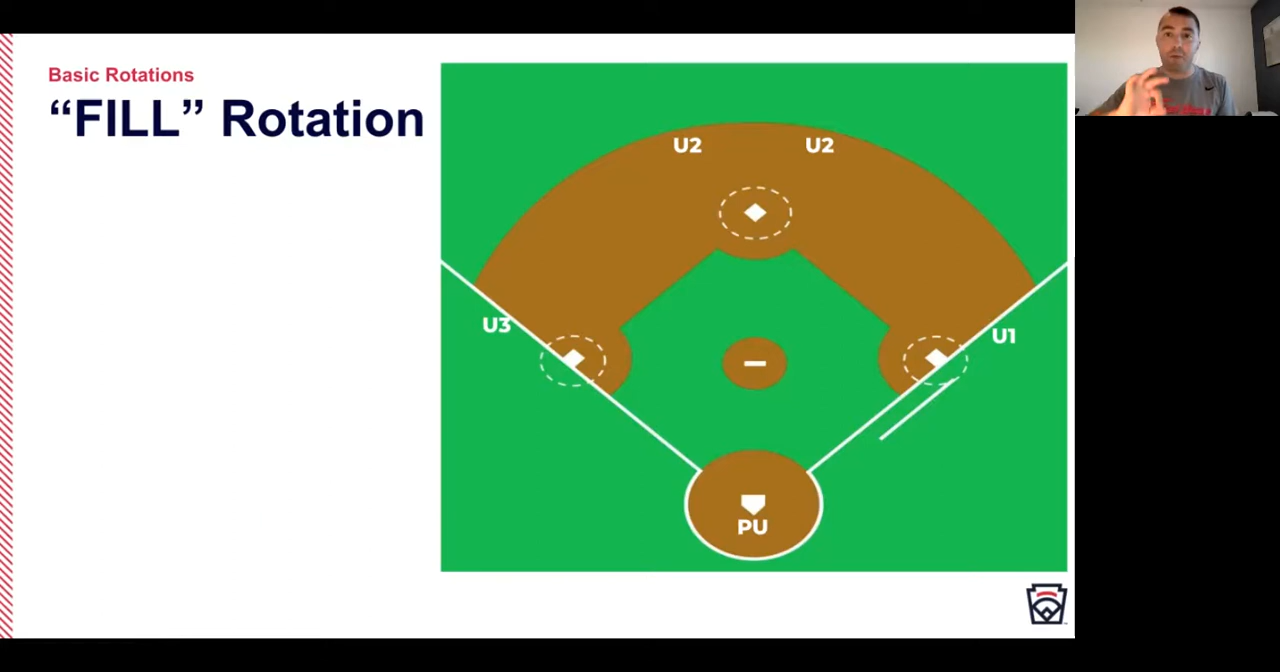 Basic Rotations
“FILL” Rotation
U2 U2
U3
U1
PU